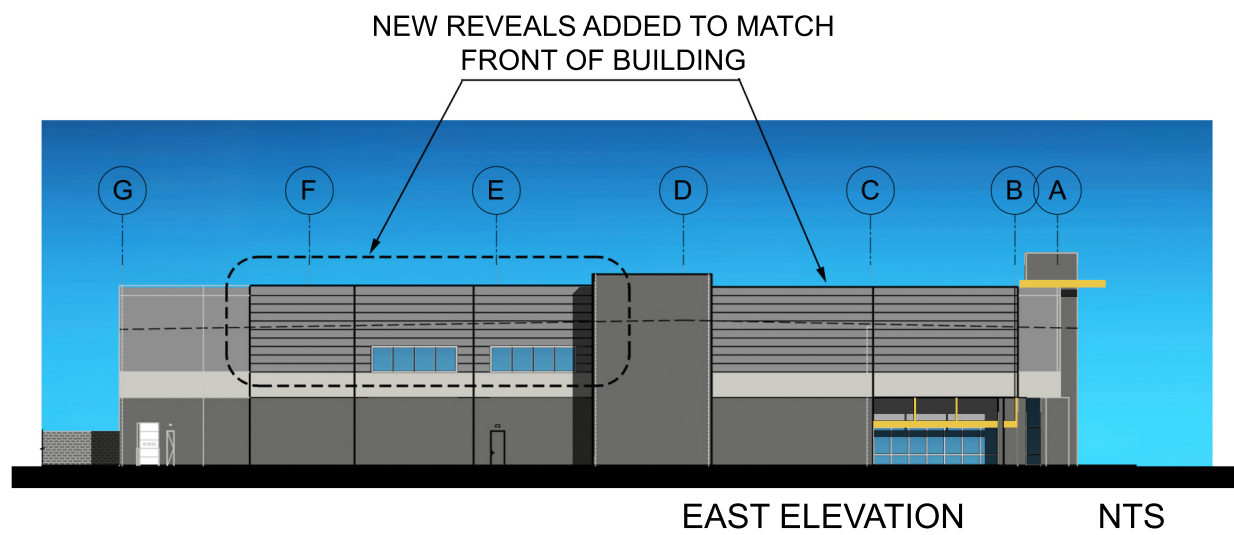 NEW REVEALS ADDED TO MATCH
FRONT OF BUILDING
G F E D C B A
EAST ELEVATION NTS